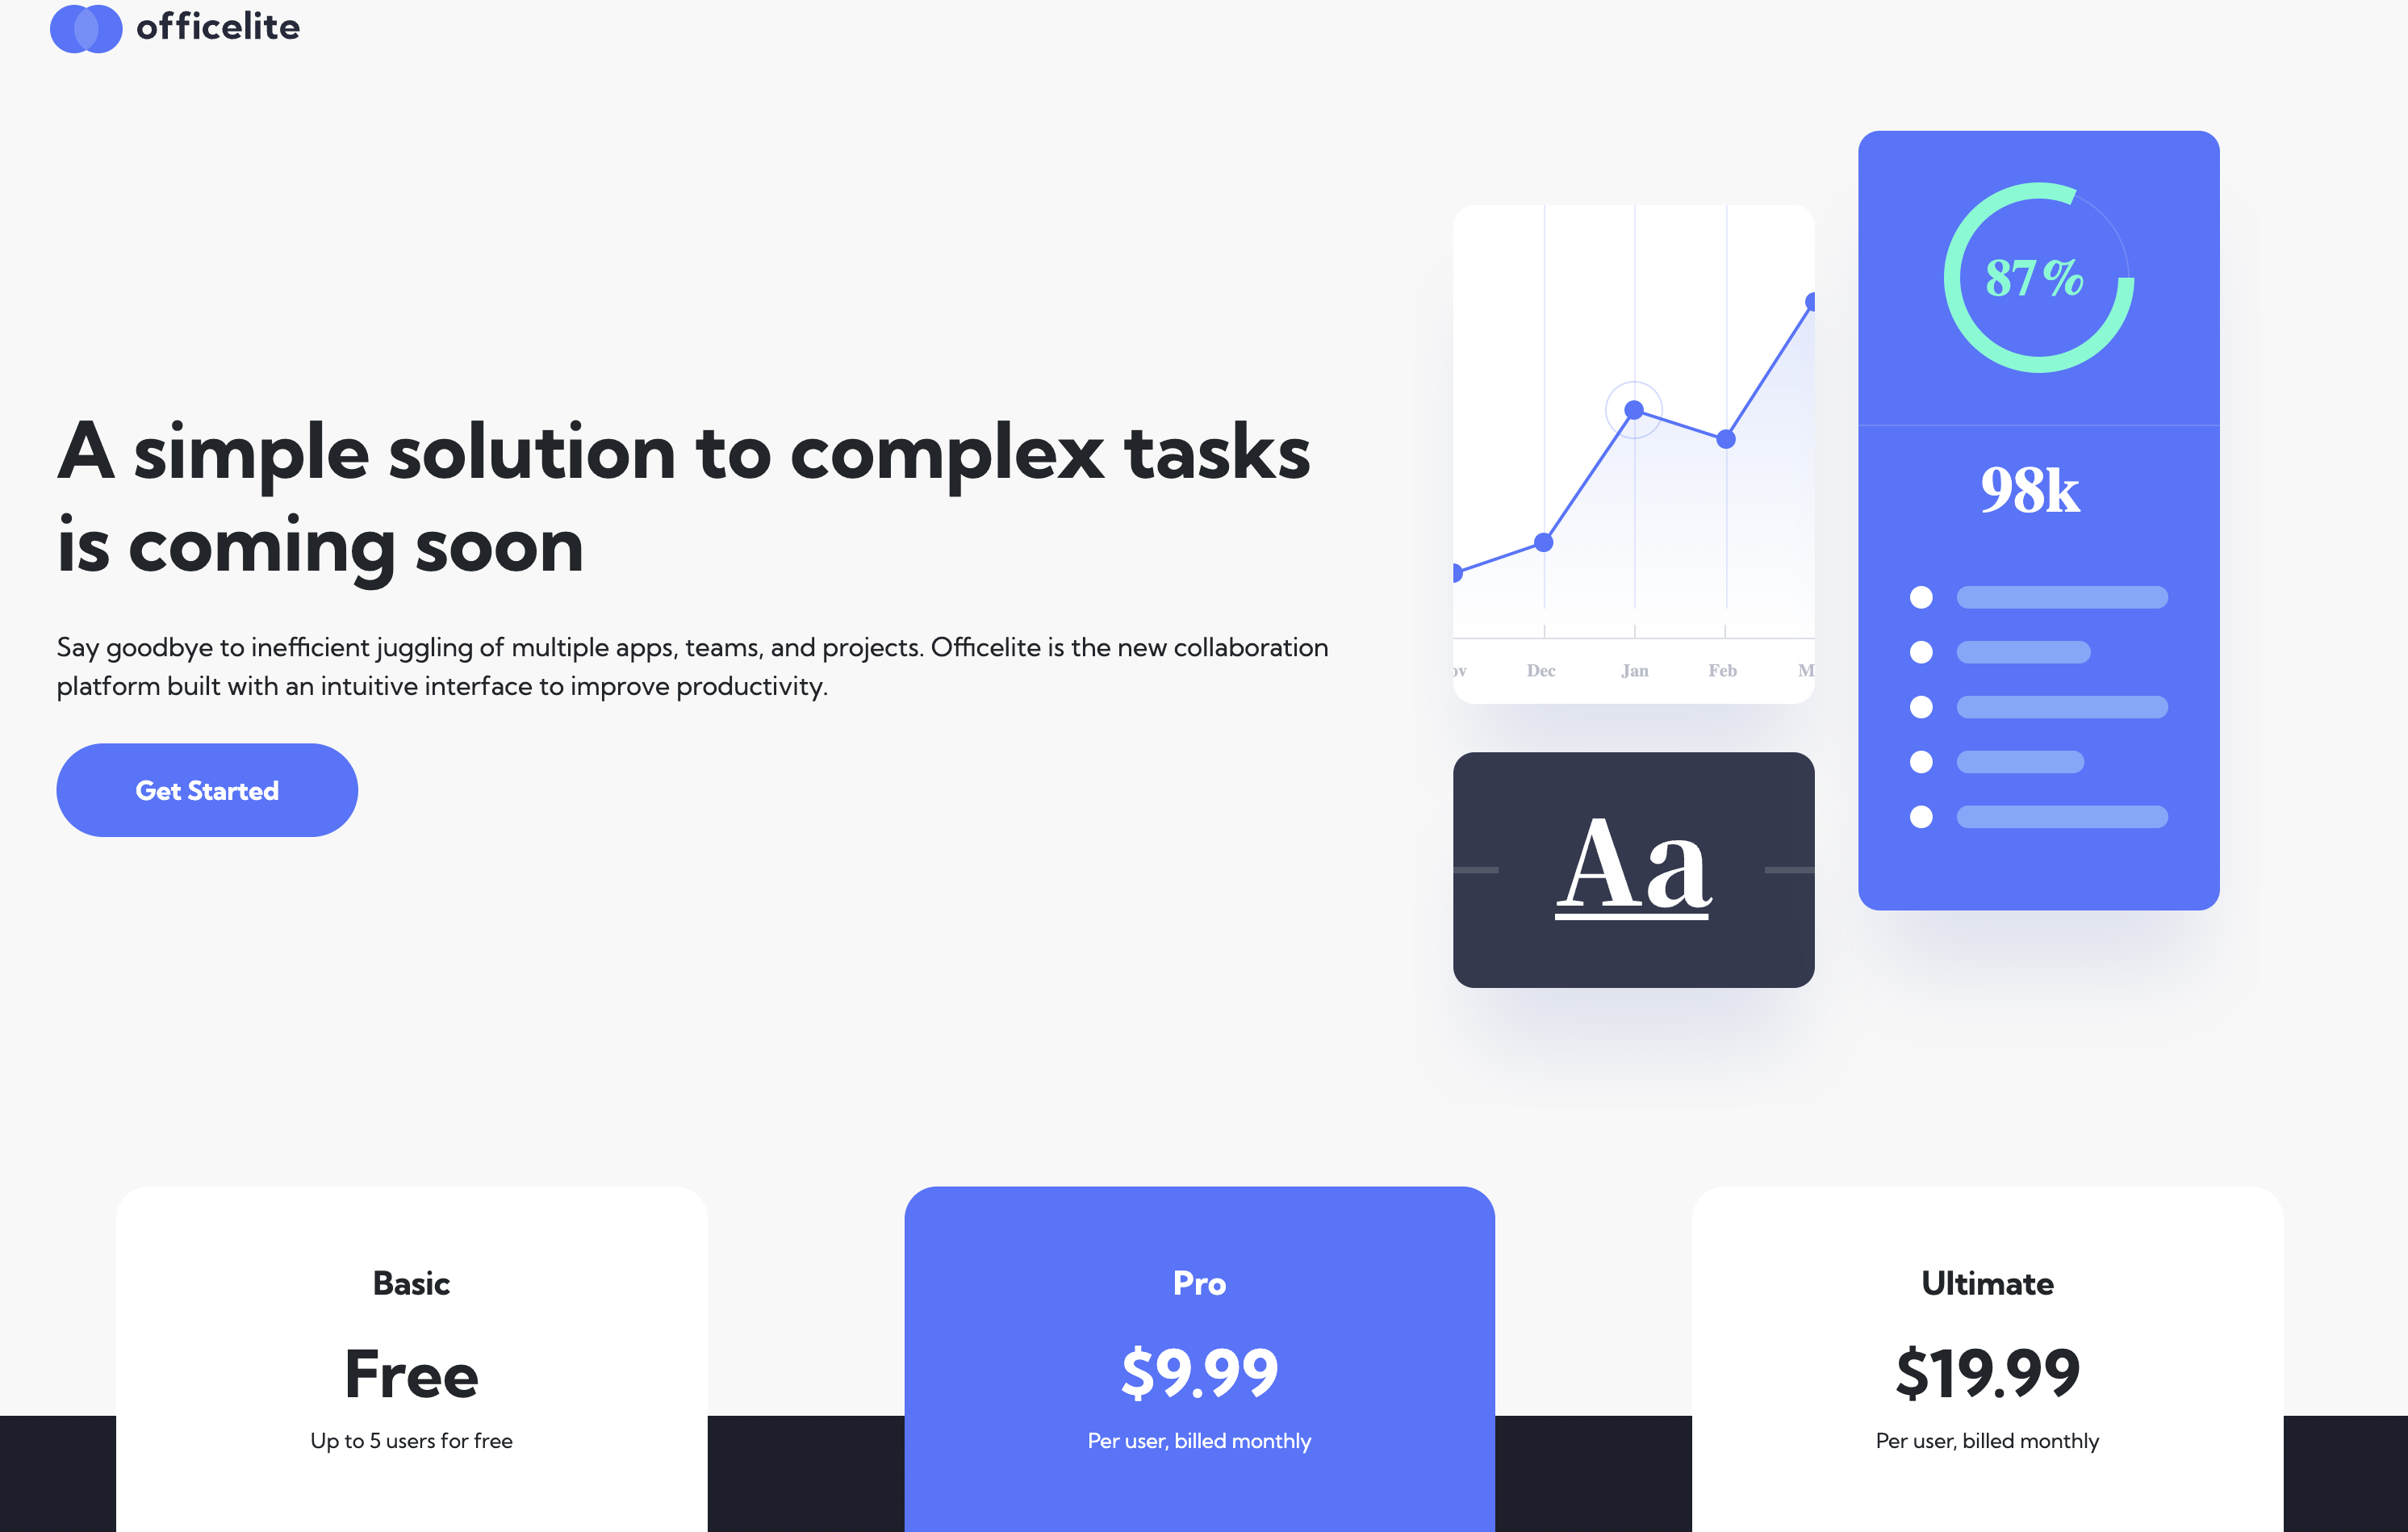 officelite
A simple solution to complex tasks
is coming soon
Say goodbye to inefficient juggling of multiple apps, teams, and projects. Officelite is the new collaboration
platform built with an intuitive interface to improve productivity.
Get Started
ov Dec Jan Feb M
Aa
87%
98k
Basic
Free
Up to 5 users for free
Pro
$9.99
Per user, billed monthly
Ultimate
$19.99
Per user, billed monthly